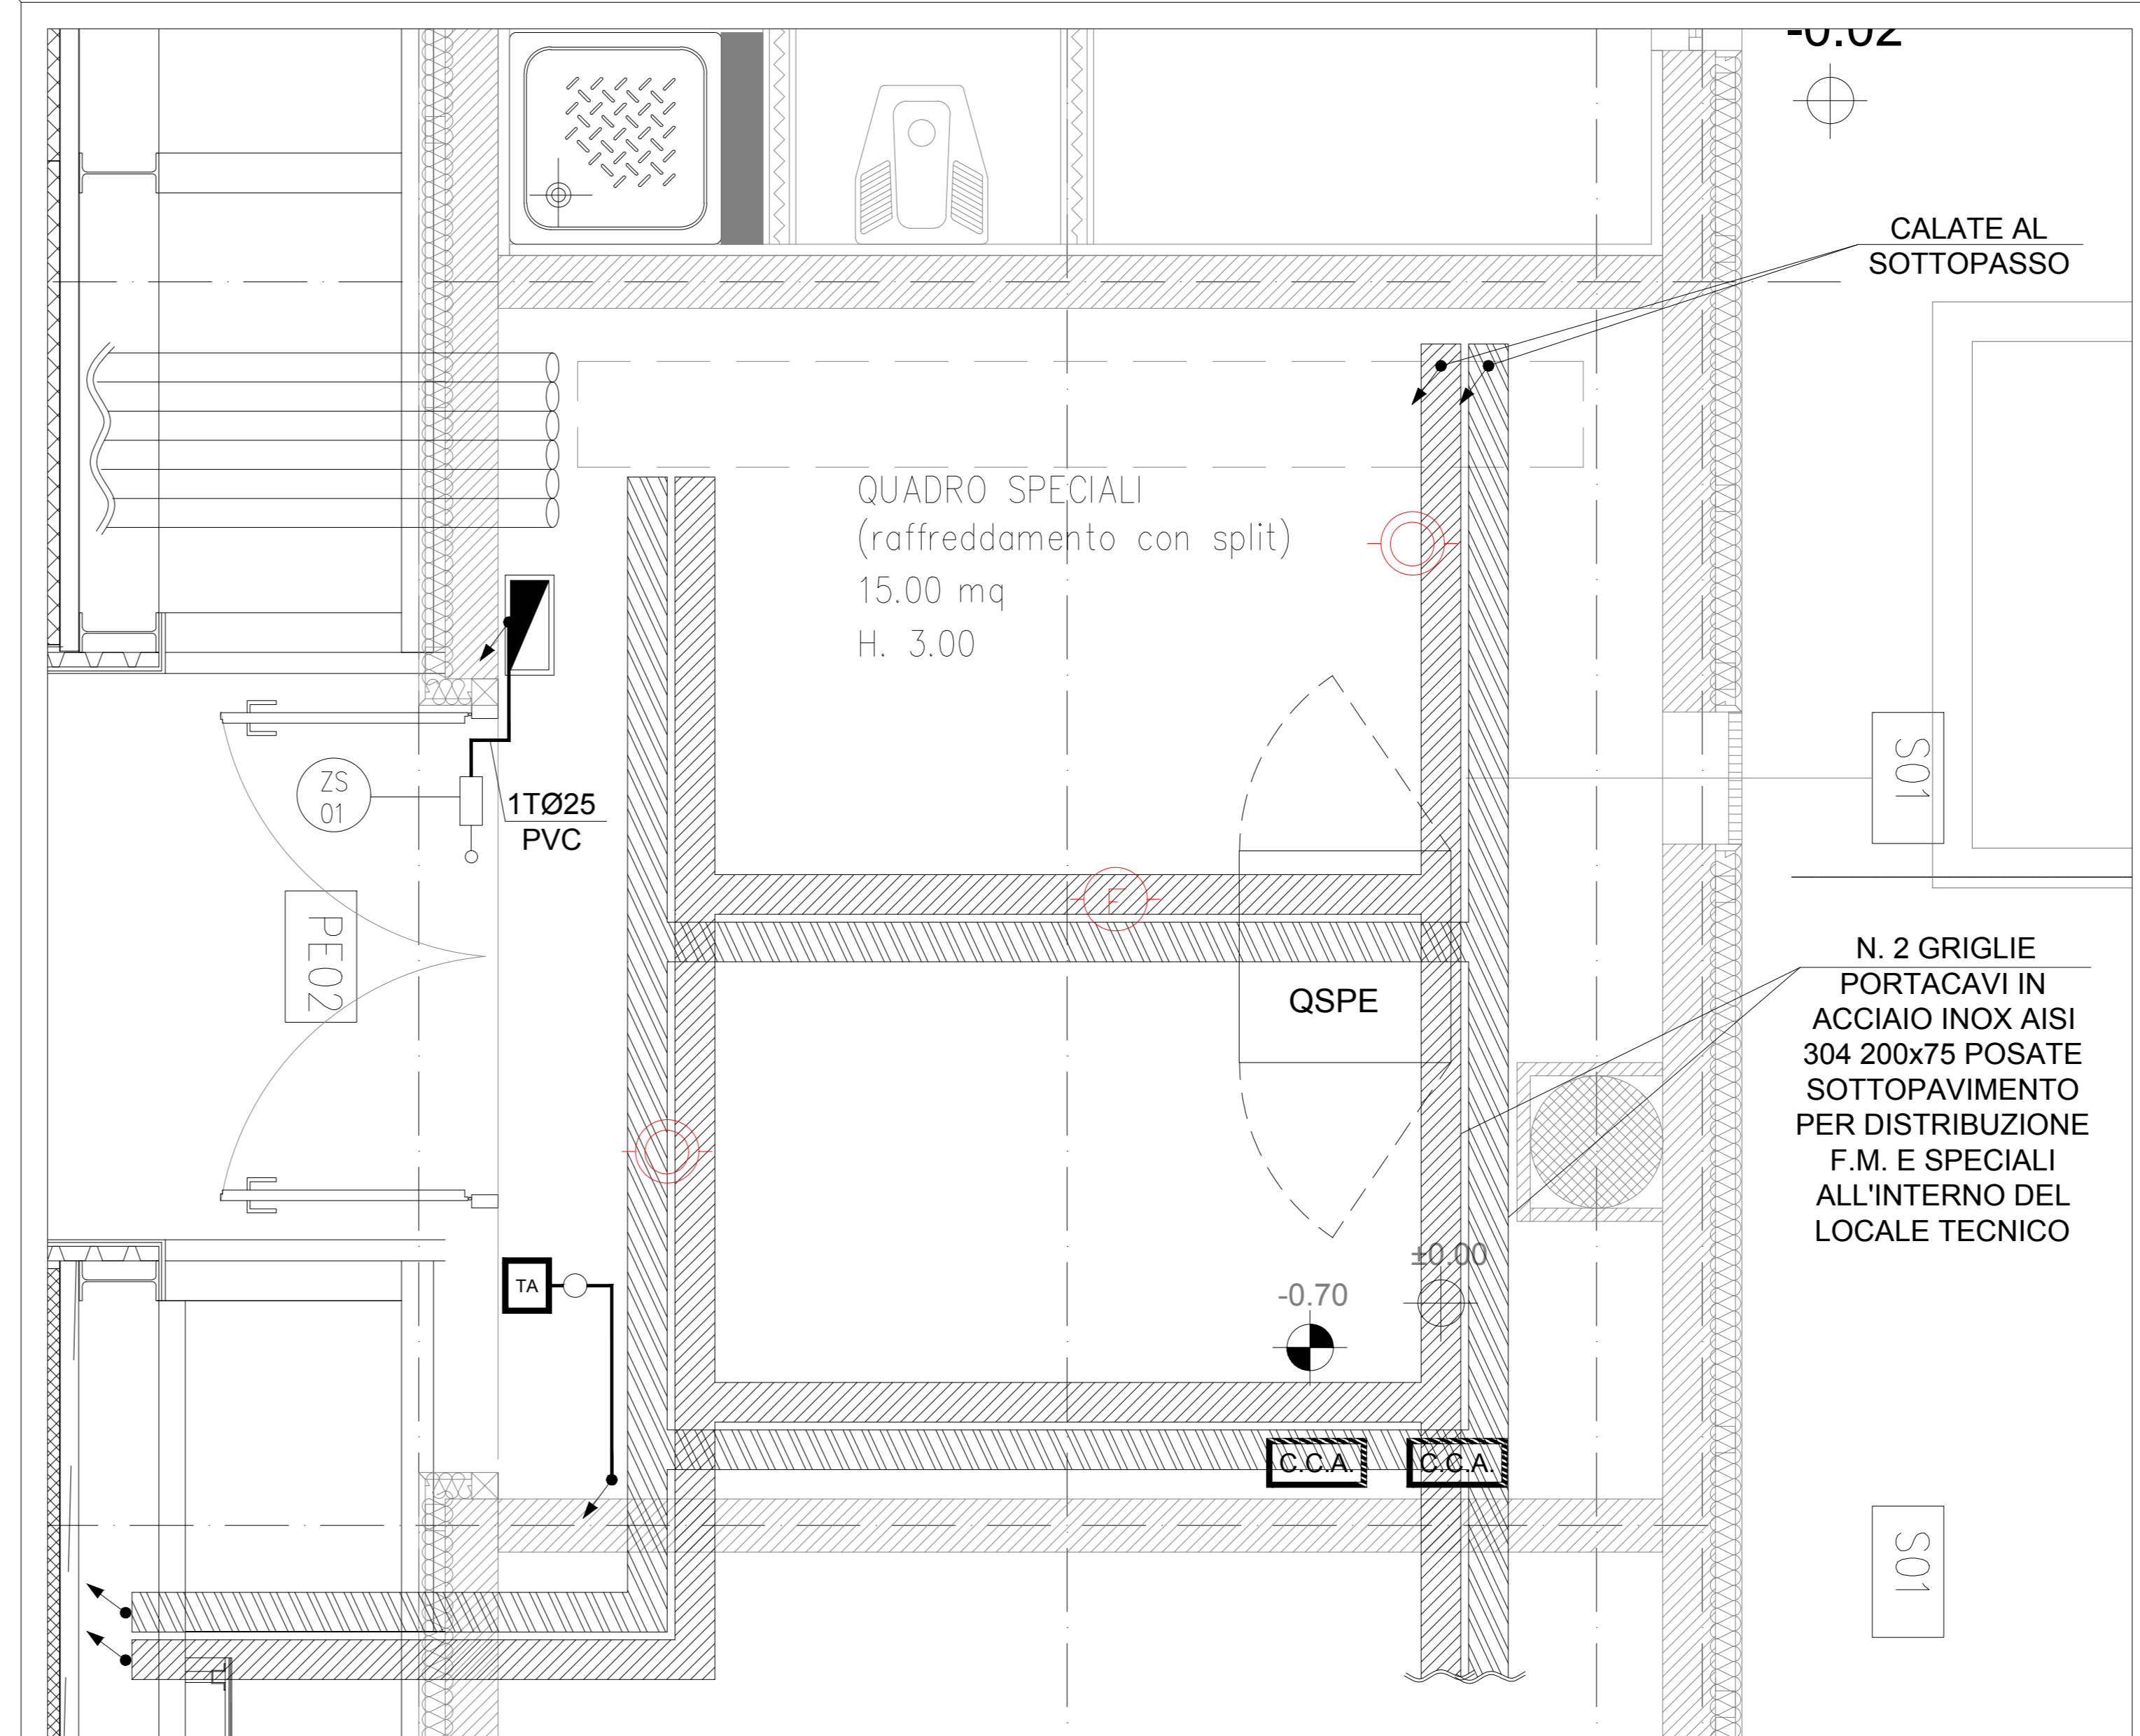 -0.02
CALATE AL
SOTTOPASSO
QUADRO SPECIALI
(raffreddamento con split)
15.00 mq
H. 3.00
ZS
01
1TØ25
PVC
S01
PE02
F
QSPE
N. 2 GRIGLIE
PORTACAVI IN
ACCIAIO INOX AISI
304 200x75 POSATE
SOTTOPAVIMENTO
PER DISTRIBUZIONE
F.M. E SPECIALI
ALL'INTERNO DEL
LOCALE TECNICO
±0.00
-0.70
TA
C.C.A.
C.C.A.
S01